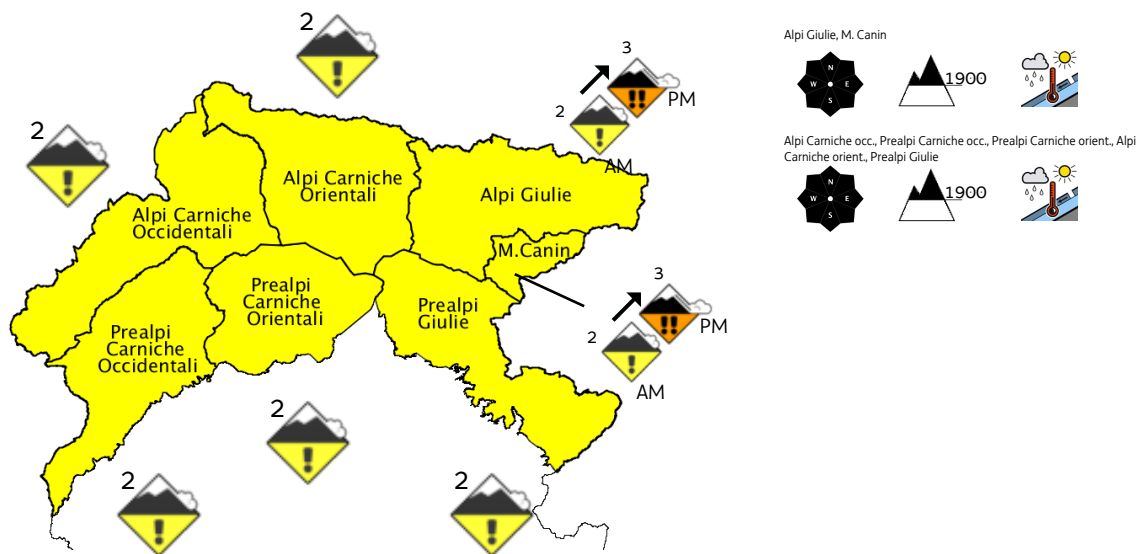 2
3
PM
2
AM
2
Alpi Carniche
Orientali
Alpi Giulie
Alpi Carniche
Occidentali
M.Canin
Prealpi
Carniche
Orientali
Prealpi
Giulie
Prealpi
Carniche
Occidentali
3
PM
2
AM
2
2
2
Alpi Giulie, M. Canin
N
W E
S
1900
Alpi Carniche occ., Prealpi Carniche occ., Prealpi Carniche orient., Alpi
Carniche orient., Prealpi Giulie
N
W E
S
1900